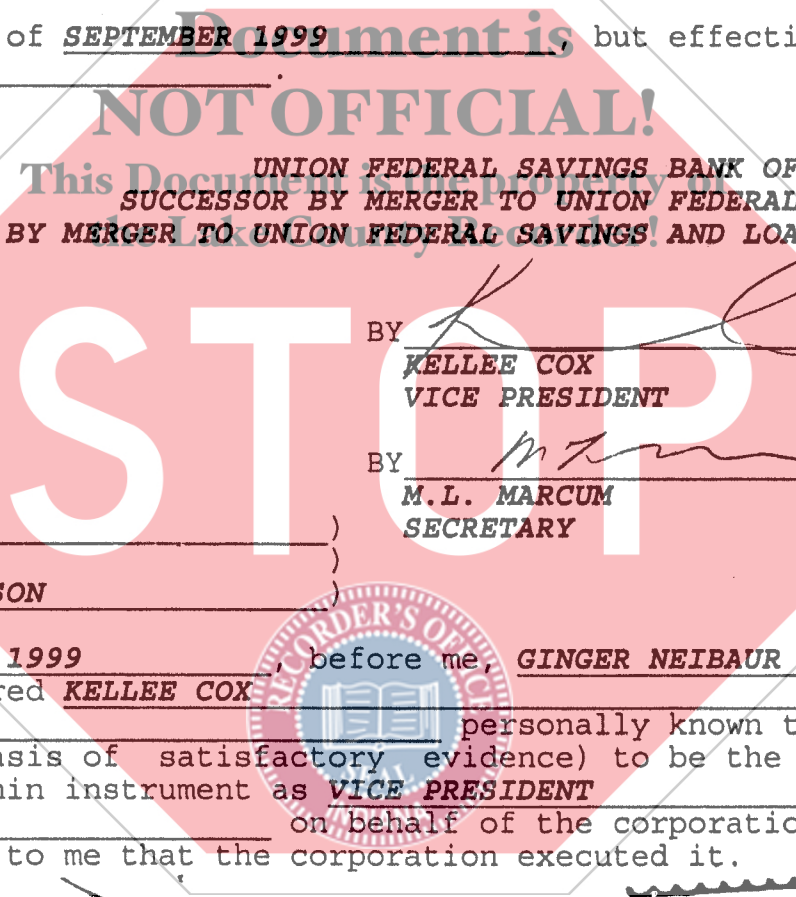 of SEPTEMBER 1999, but effecti
Document is
NOT OFFICIAL!
This Document is the property of
the Lake County Recorder!
UNION FEDERAL SAVINGS BANK OF
SUCCESSOR BY MERGER TO UNION FEDERAL
BY MERGER TO UNION FEDERAL SAVINGS AND LOA
STOP
BY
KELLEE COX
VICE PRESIDENT
BY
M.L. MARCUM
SECRETARY
)
)
SON )
RECORDER'S OFFICE
SEAL
INDIANA
1999, before me, GINGER NEIBAUR
red KELLEE COX
personally known t
asis of satisfactory evidence) to be the
hin instrument as VICE PRESIDENT
on behalf of the corporatio
to me that the corporation executed it.